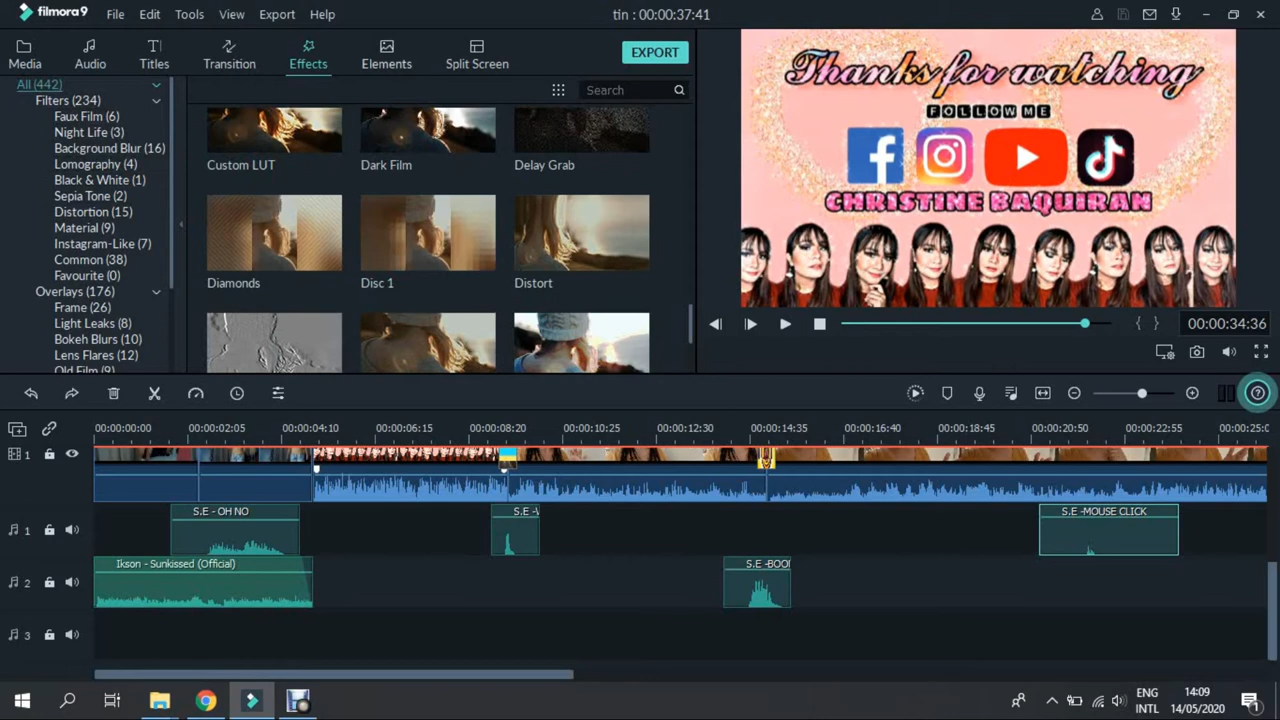 filmora9 File Edit Tools View Export Help tin : 00:00:37:41
Media Audio Titles Transition Effects Elements Split Screen EXPORT
All (442)
Filters (234)
Faux Film (6)
Night Life (3)
Background Blur (16)
Lomography (4)
Black & White (1)
Sepia Tone (2)
Distortion (15)
Material (9)
Instagram-Like (7)
Common (38)
Favourite (0)
Overlays (176)
Frame (26)
Light Leaks (8)
Bokeh Blurs (10)
Lens Flares (12)
Old Film (9)
Search
Custom LUT Dark Film Delay Grab
Diamonds Disc 1 Distort
Thanks for watching
FOLLOW ME
CHRISTINE BAQUIRAN
{ } 00:00:34:36
00:00:00:00 00:00:02:05 00:00:04:10 00:00:06:15 00:00:08:20 00:00:10:25 00:00:12:30 00:00:14:35 00:00:16:40 00:00:18:45 00:00:20:50 00:00:22:55 00:00:25:0
1
1 S.E - OH NO S.E -\ S.E -MOUSE CLICK
2 Ikson - Sunkissed (Official) S.E -BOO
3
ENG 14:09
INTL 14/05/2020 1